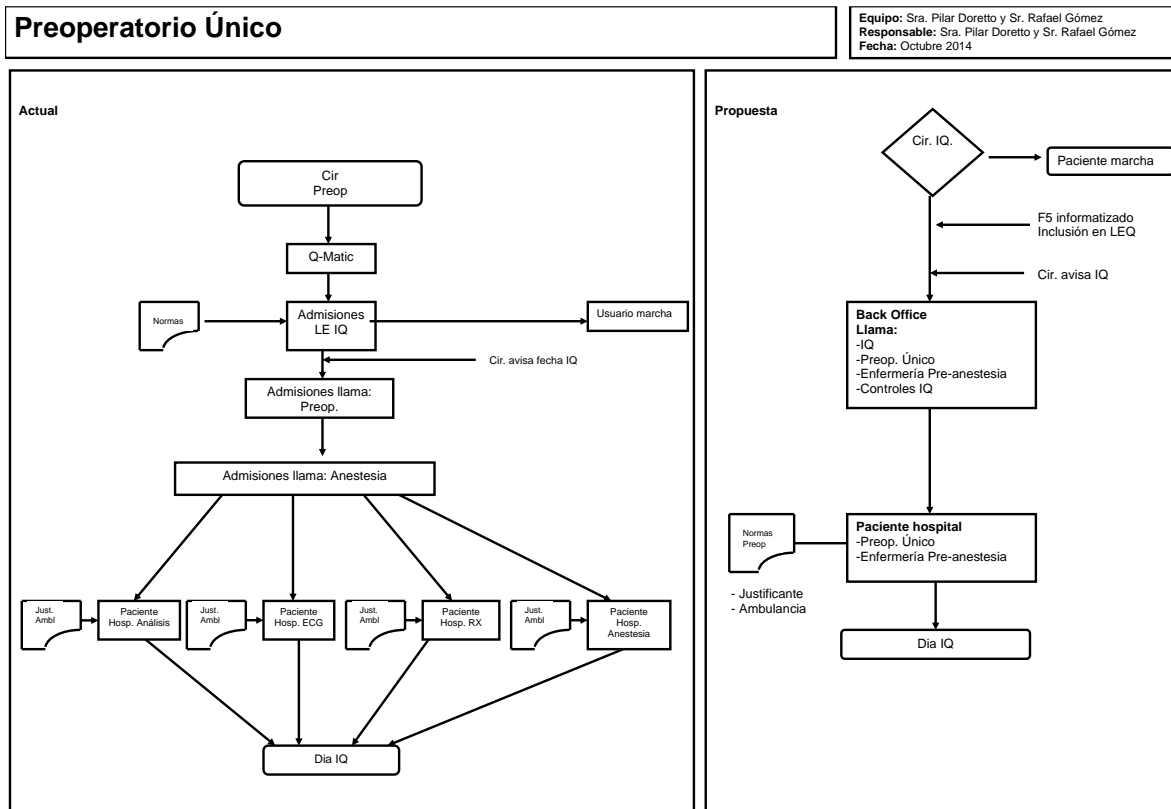 Preoperatorio Único
Equipo: Sra. Pilar Doretto y Sr. Rafael Gómez
Responsable: Sra. Pilar Doretto y Sr. Rafael Gómez
Fecha: Octubre 2014
Actual
Cir
Preop
Q-Matic
Normas
Admisiones
LE IQ
Usuario marcha
Cir. avisa fecha IQ
Admisiones llama:
Preop.
Admisiones llama: Anestesia
Just.
Ambl
Paciente
Hosp. Análisis
Just.
Ambl
Paciente
Hosp. ECG
Just.
Ambl
Paciente
Hosp. RX
Just.
Ambl
Paciente
Hosp.
Anestesia
Dia IQ
Propuesta
Cir. IQ.
Paciente marcha
F5 informatizado
Inclusión en LEQ
Cir. avisa IQ
Back Office
Llama:
-IQ
-Preop. Único
-Enfermería Pre-anestesia
-Controles IQ
Normas
Preop
Paciente hospital
-Preop. Único
-Enfermería Pre-anestesia
- Justificante
- Ambulancia
Dia IQ